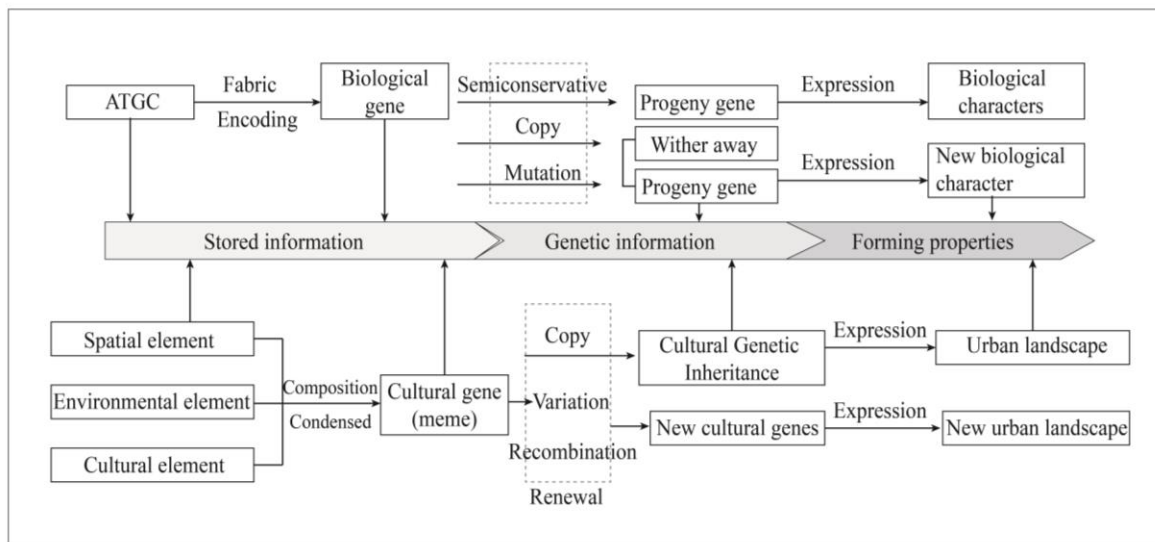 ATGC
Fabric
Encoding
Biological
gene
Semiconservative
Copy
Mutation
Progeny gene
Wither away
Progeny gene
Expression
Expression
Biological
characters
New biological
character
Stored information
Genetic information
Forming properties
Spatial element
Environmental element
Cultural element
Composition
Condensed
Cultural gene
(meme)
Copy
Variation
Recombination
Renewal
Cultural Genetic
Inheritance
New cultural genes
Expression
Expression
Urban landscape
New urban landscape